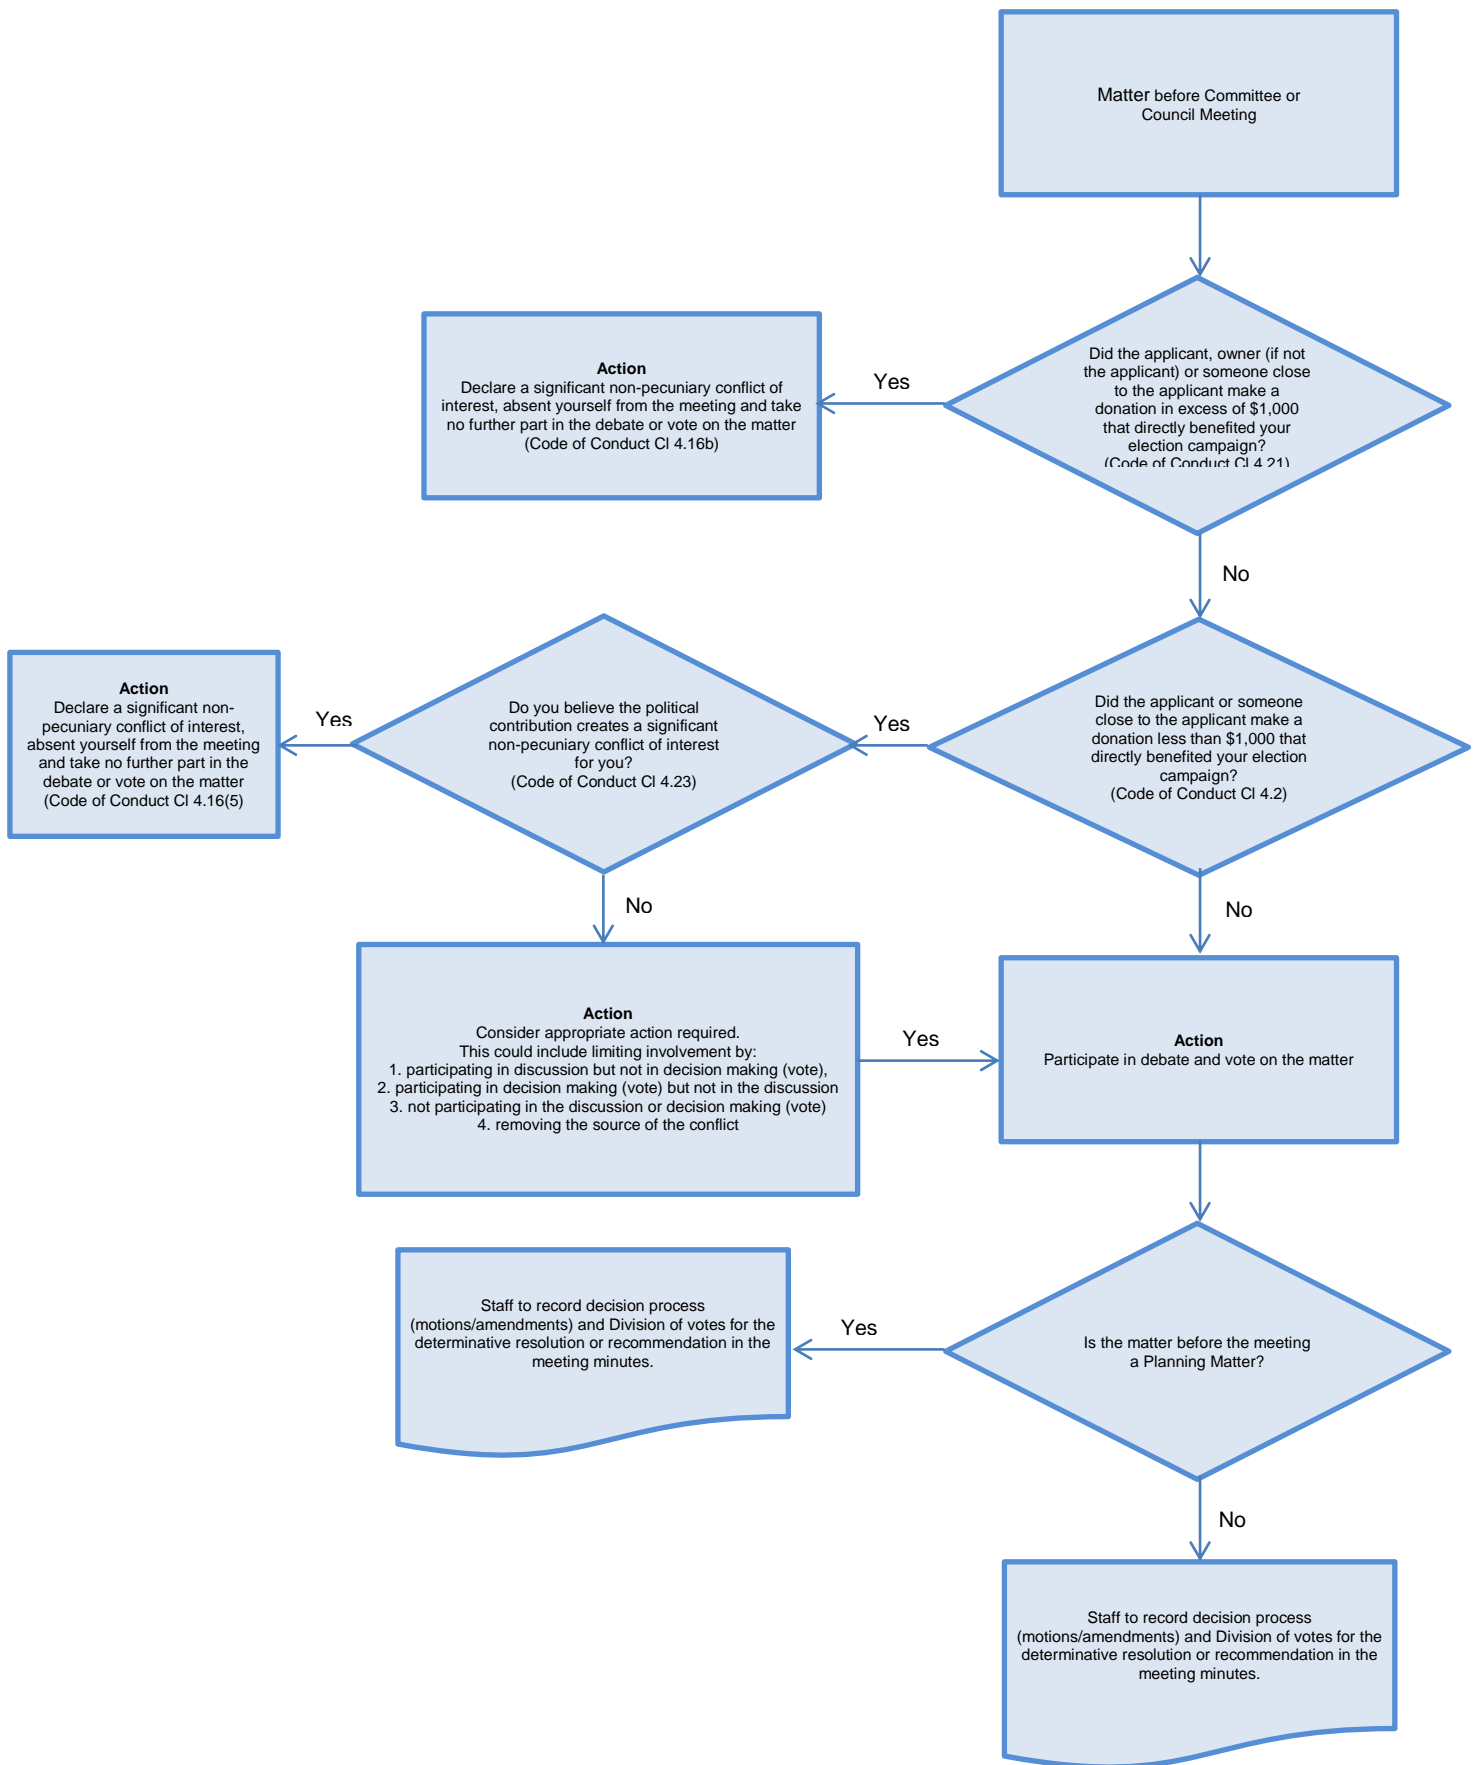 Matter before Committee or
Council Meeting
Did the applicant, owner (if not
the applicant) or someone close
to the applicant make a
donation in excess of $1,000
that directly benefited your
election campaign?
(Code of Conduct Cl 4.21)
Yes
Action
Declare a significant non-pecuniary conflict of
interest, absent yourself from the meeting and take
no further part in the debate or vote on the matter
(Code of Conduct Cl 4.16b)
No
Did the applicant or someone
close to the applicant make a
donation less than $1,000 that
directly benefited your election
campaign?
(Code of Conduct Cl 4.2)
Yes
Do you believe the political
contribution creates a significant
non-pecuniary conflict of interest
for you?
(Code of Conduct Cl 4.23)
Yes
Action
Declare a significant non-
pecuniary conflict of interest,
absent yourself from the meeting
and take no further part in the
debate or vote on the matter
(Code of Conduct Cl 4.16(5)
No
No
Action
Consider appropriate action required.
This could include limiting involvement by:
1. participating in discussion but not in decision making (vote),
2. participating in decision making (vote) but not in the discussion
3. not participating in the discussion or decision making (vote)
4. removing the source of the conflict
Yes
Action
Participate in debate and vote on the matter
Is the matter before the meeting
a Planning Matter?
Yes
Staff to record decision process
(motions/amendments) and Division of votes for the
determinative resolution or recommendation in the
meeting minutes.
No
Staff to record decision process
(motions/amendments) and Division of votes for the
determinative resolution or recommendation in the
meeting minutes.